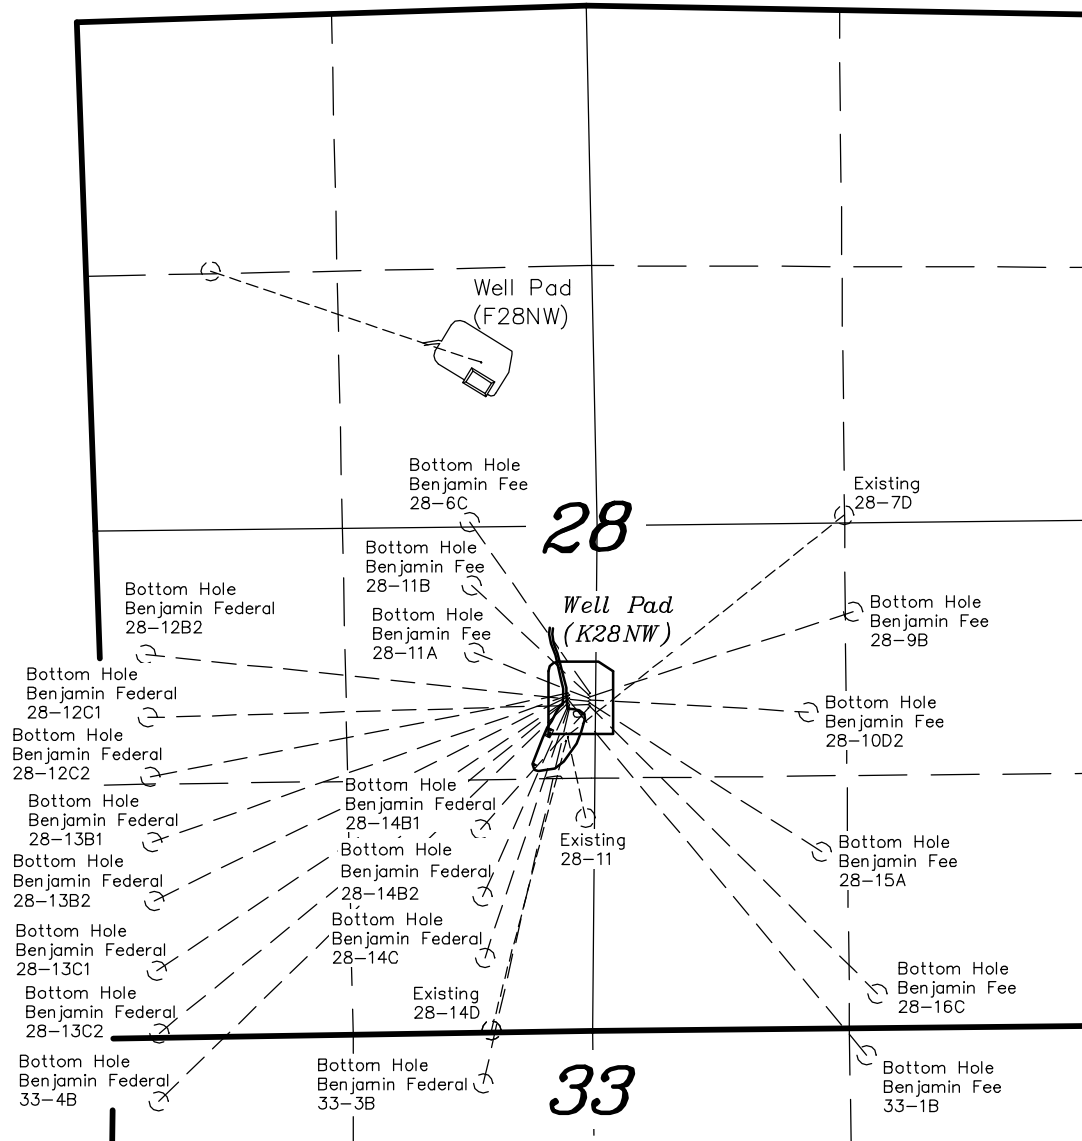 Well Pad
(F28NW)
Bottom Hole
Benjamin Fee
28-6C
Existing
28-7D
28
Bottom Hole
Benjamin Fee
28-11B
Bottom Hole
Benjamin Federal
28-12B2
Well Pad
(K28NW)
Bottom Hole
Benjamin Fee
28-9B
Bottom Hole
Benjamin Fee
28-11A
Bottom Hole
Benjamin Federal
28-12C1
Bottom Hole
Benjamin Fee
28-10D2
Bottom Hole
Benjamin Federal
28-12C2
Bottom Hole
Benjamin Federal
28-14B1
Bottom Hole
Benjamin Federal
28-13B1
Existing
28-11
Bottom Hole
Benjamin Fee
28-15A
Bottom Hole
Benjamin Federal
28-14B2
Bottom Hole
Benjamin Federal
28-13B2
Bottom Hole
Benjamin Federal
28-14C
Bottom Hole
Benjamin Federal
28-13C1
Bottom Hole
Benjamin Fee
28-16C
Existing
28-14D
Bottom Hole
Benjamin Federal
28-13C2
Bottom Hole
Benjamin Federal
33-4B
Bottom Hole
Benjamin Federal
33-3B
33
Bottom Hole
Benjamin Fee
33-1B